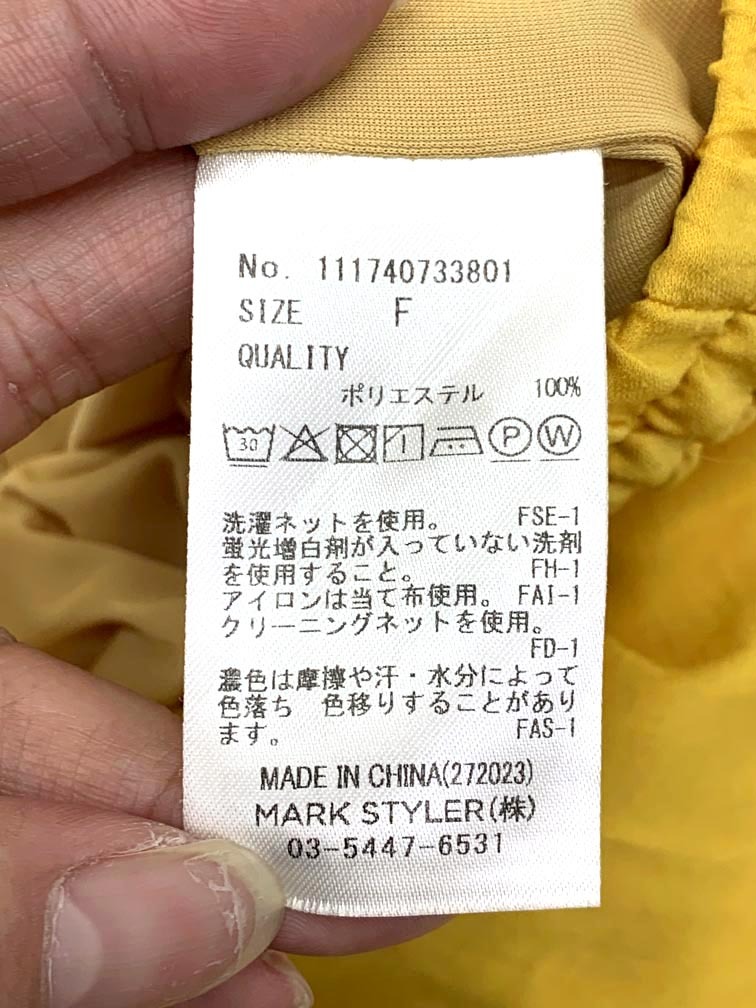 No. 111740733801
SIZE F
QUALITY
ポリエステル 100%
30 P W
洗濯ネットを使用。 FSE-1
蛍光増白剤が入っていない洗剤
を使用すること。 FH-1
アイロンは当て布使用。 FAI-1
クリーニングネットを使用。
FD-1
濃色は摩擦や汗・水分によって
色落ち 色移りすることがあり
ます。 FAS-1
MADE IN CHINA(272023)
MARK STYLER(株)
03-5447-6531